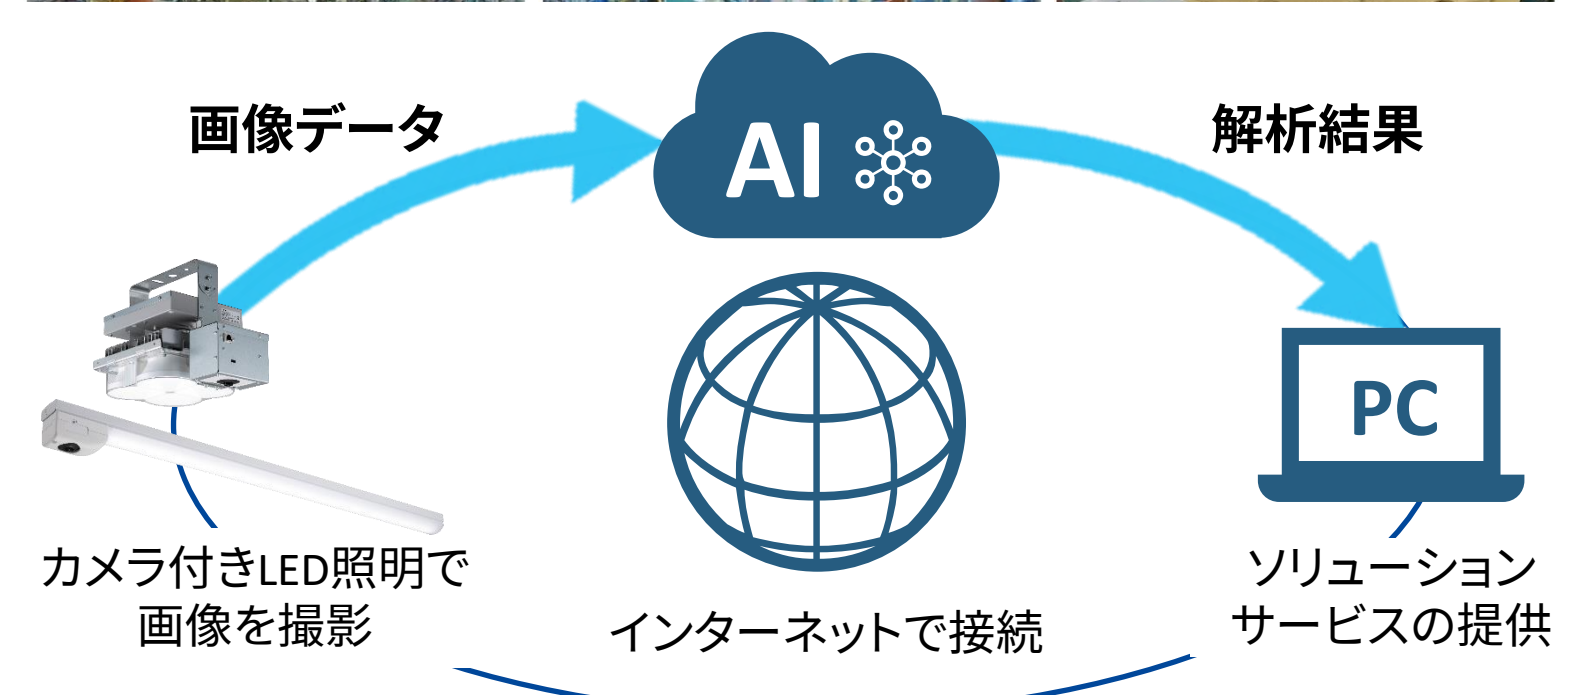 画像データ
AI
解析結果
PC
カメラ付きLED照明で
画像を撮影
インターネットで接続
ソリューション
サービスの提供